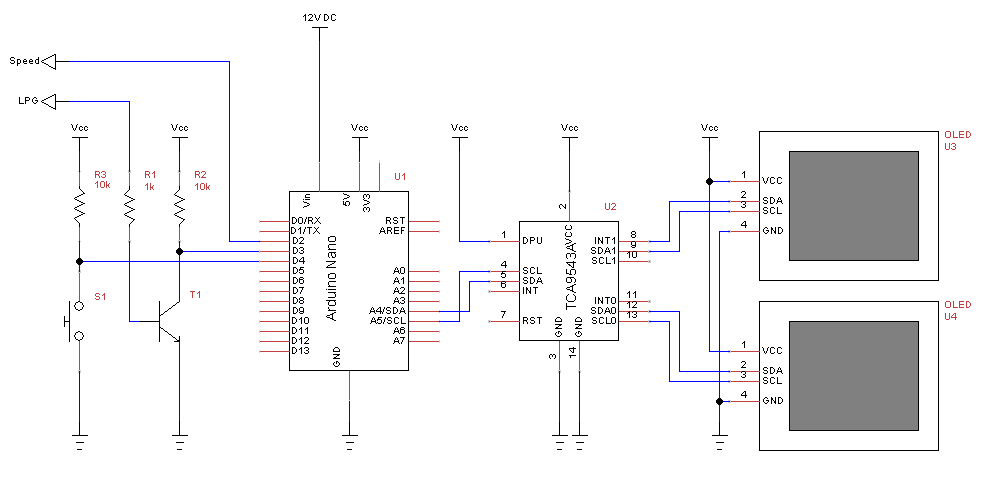 12V DC
Speed
LPG
Vcc
Vcc
Vcc
Vcc
Vcc
Vcc
R3
10k
R1
1k
R2
10k
S1
T1
U1
Vin
5V
3V3
D0/RX
D1/TX
D2
D3
D4
D5
D6
D7
D8
D9
D10
D11
D12
D13
Arduino Nano
GND
RST
AREF
A0
A1
A2
A3
A4/SDA
A5/SCL
A6
A7
U2
2
VCC
TCA9543A
1 DPU
4 SCL
5 SDA
6 INT
7 RST
INT1 8
SDA1 9
SCL1 10
INT0 11
SDA0 12
SCL0 13
GND
GND
3
14
OLED
U3
1 VCC
2 SDA
3 SCL
4 GND
OLED
U4
1 VCC
2 SDA
3 SCL
4 GND